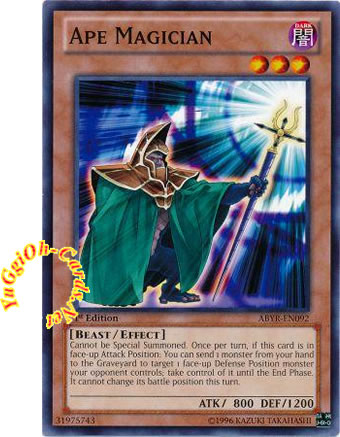 APE MAGICIAN
DARK
闇
YuGgiOh-Cards.Net
1st Edition
ABYR-EN092
[BEAST/EFFECT]
Cannot be Special Summoned. Once per turn, if this card is in
face-up Attack Position: You can send 1 monster from your hand
to the Graveyard to target 1 face-up Defense Position monster
your opponent controls; take control of it until the End Phase.
It cannot change its battle position this turn.
ATK/ 800 DEF/1200
31975743
©1996 KAZUKI TAKAHASHI